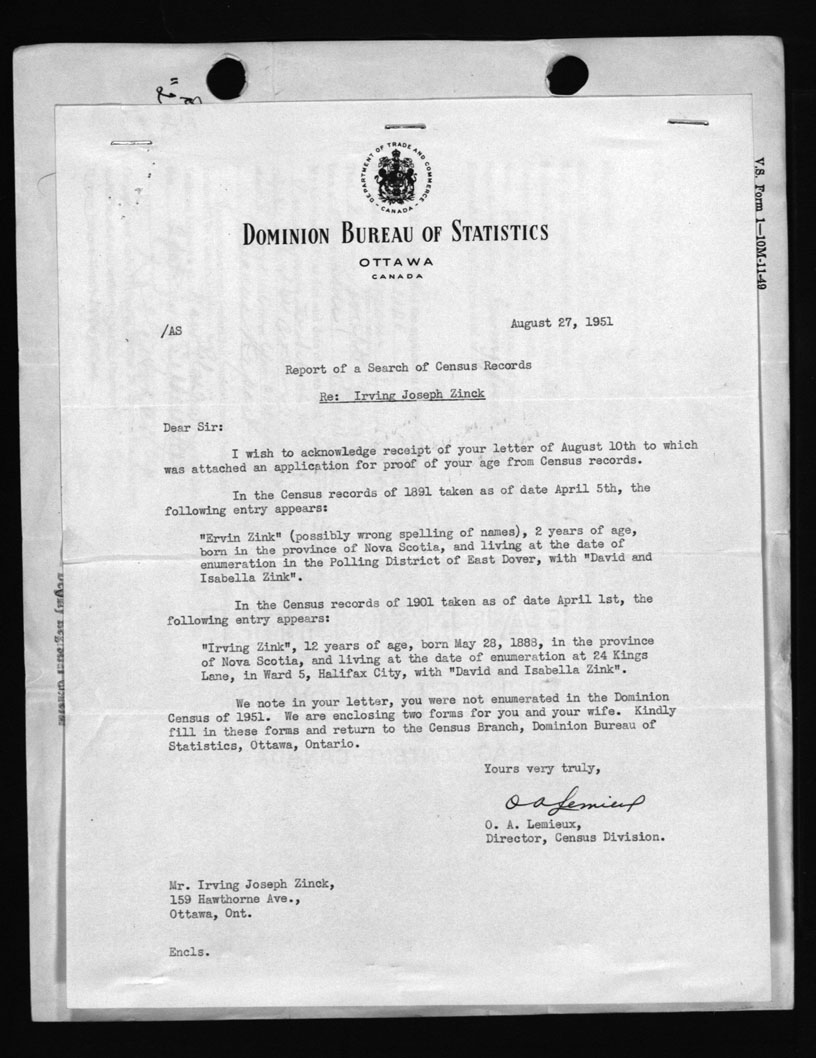 V.S. Form 1—10M-11-49
DEPARTMENT OF TRADE AND COMMERCE
CANADA
DOMINION BUREAU OF STATISTICS
OTTAWA
CANADA
/AS
August 27, 1951
Report of a Search of Census Records
Re: Irving Joseph Zinck
Dear Sir:
I wish to acknowledge receipt of your letter of August 10th to which
was attached an application for proof of your age from Census records.
In the Census records of 1891 taken as of date April 5th, the
following entry appears:
"Ervin Zink" (possibly wrong spelling of names), 2 years of age,
born in the province of Nova Scotia, and living at the date of
enumeration in the Polling District of East Dover, with "David and
Isabella Zink".
In the Census records of 1901 taken as of date April 1st, the
following entry appears:
"Irving Zink", 12 years of age, born May 28, 1888, in the province
of Nova Scotia, and living at the date of enumeration at 24 Kings
Lane, in Ward 5, Halifax City, with "David and Isabella Zink".
We note in your letter, you were not enumerated in the Dominion
Census of 1951. We are enclosing two forms for you and your wife. Kindly
fill in these forms and return to the Census Branch, Dominion Bureau of
Statistics, Ottawa, Ontario.
Yours very truly,
O A Lemieux
O. A. Lemieux,
Director, Census Division.
Mr. Irving Joseph Zinck,
159 Hawthorne Ave.,
Ottawa, Ont.
Encls.